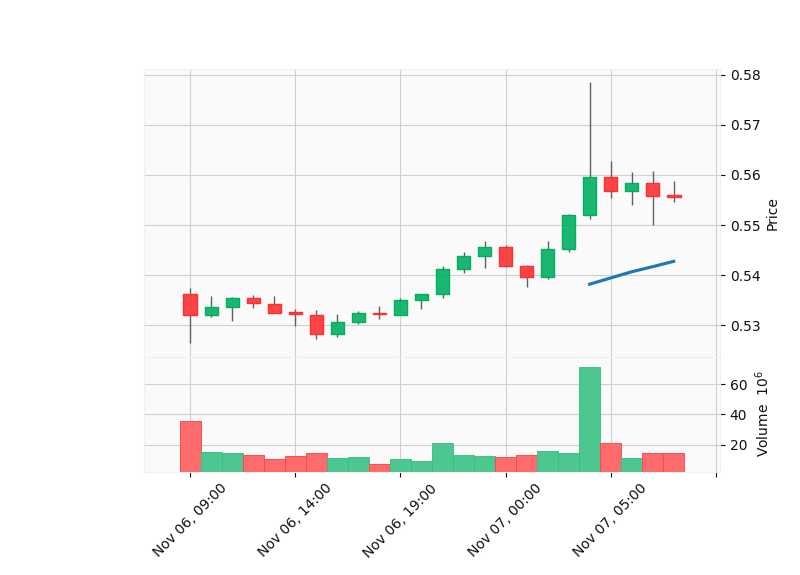 0.58
0.57
0.56
0.55
0.54
0.53
Price
60
40
20
Volume 10^6
Nov 06, 09:00
Nov 06, 14:00
Nov 06, 19:00
Nov 07, 00:00
Nov 07, 05:00